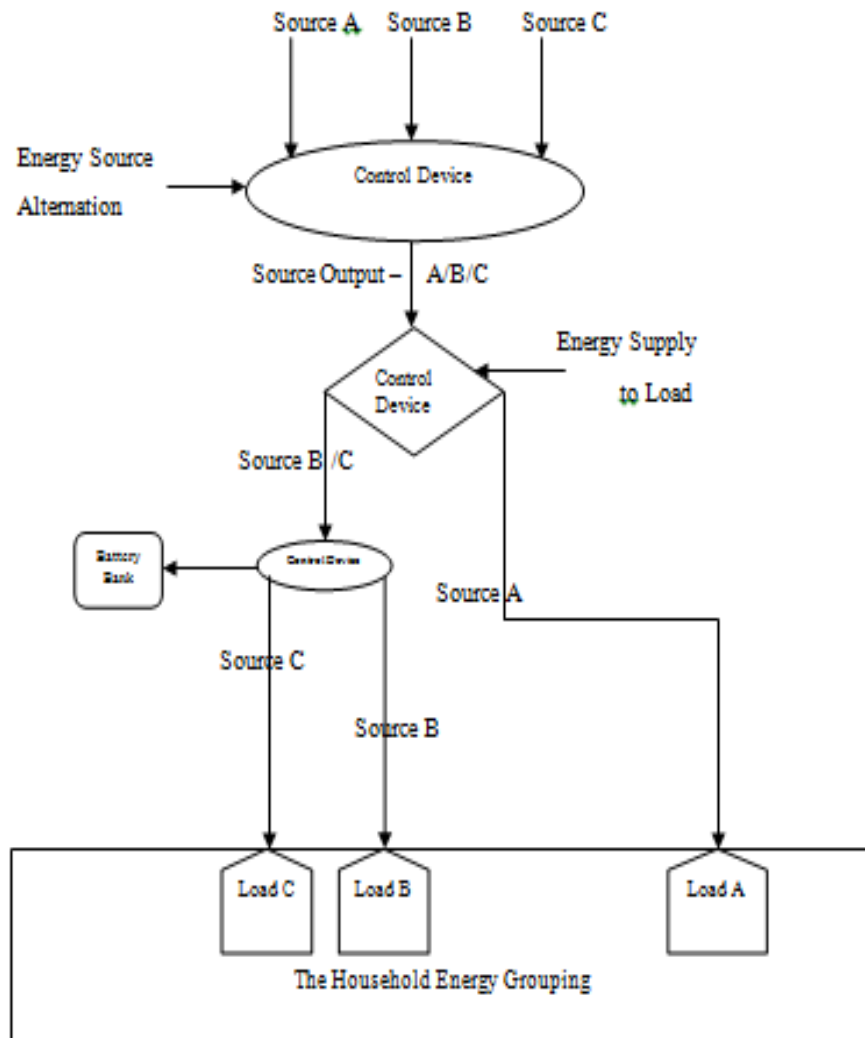 Source A
Source B
Source C
Energy Source
Alternation
Control Device
Source Output – A/B/C
Energy Supply
to Load
Control
Device
Source B /C
Battery
Bank
Control Device
Source A
Source C
Source B
Load C
Load B
Load A
The Household Energy Grouping